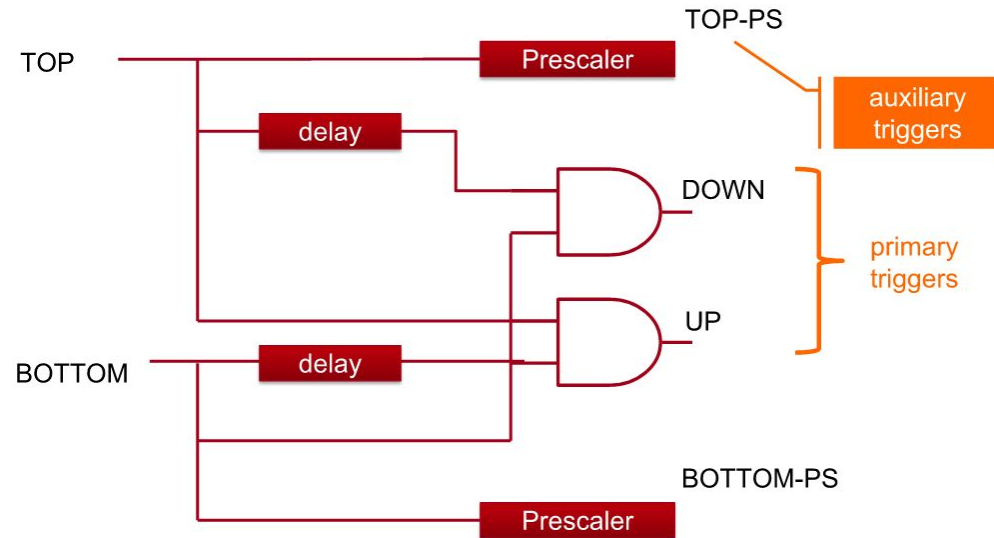 TOP-PS
TOP
Prescaler
auxiliary
triggers
delay
DOWN
primary
triggers
UP
BOTTOM
delay
BOTTOM-PS
Prescaler